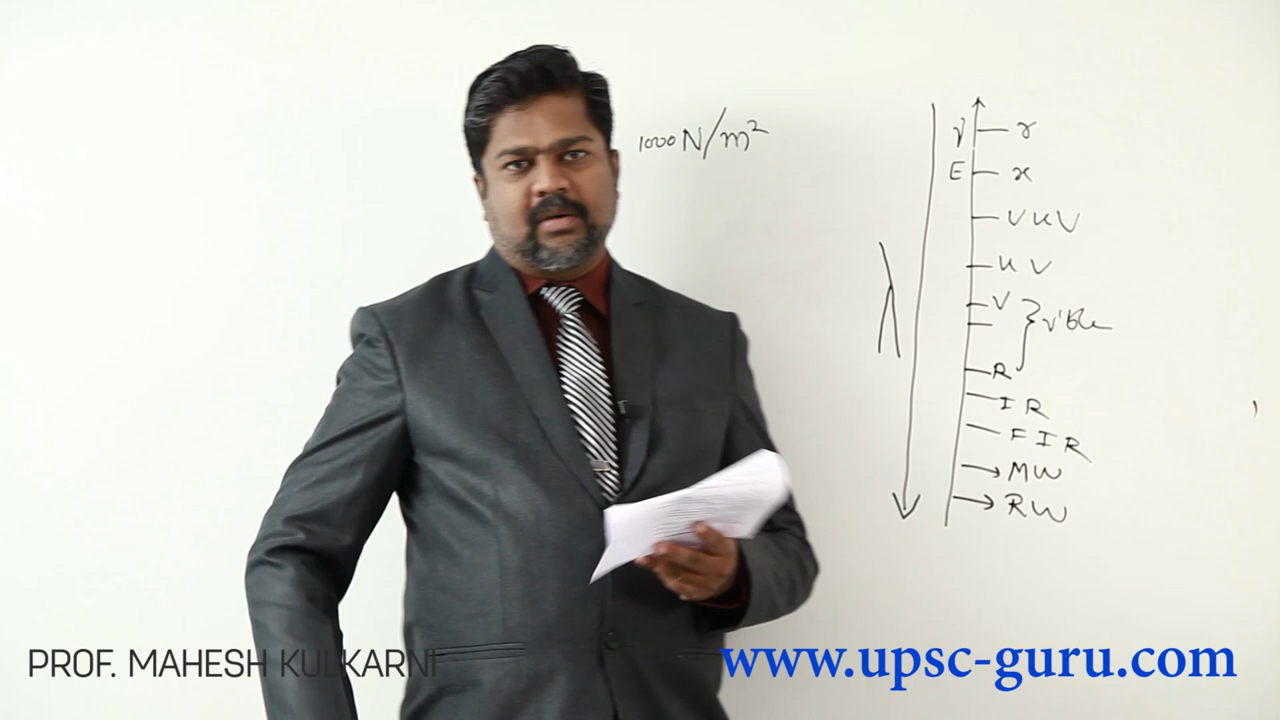 1000 N/m²
γ
ν
E
x
VUV
UV
λ
V
v'ble
R
IR
FIR
MW
RW
PROF. MAHESH KULKARNI
www.upsc-guru.com